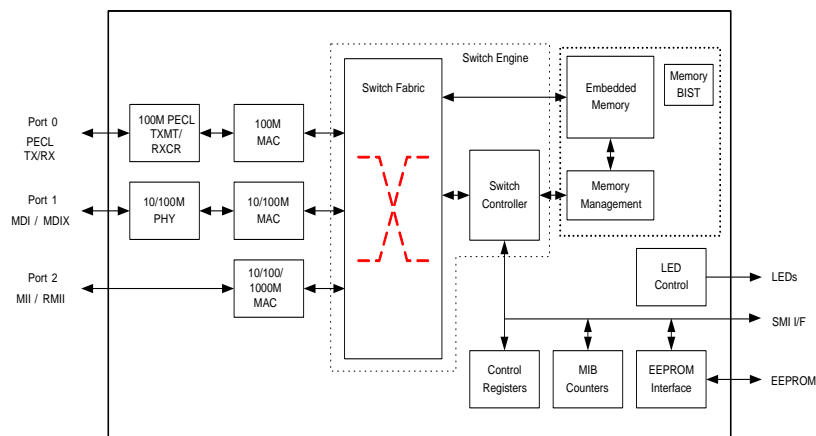 Port 0
PECL
TX/RX
100M PECL
TXMT/
RXCR
100M
MAC
Port 1
MDI / MDIX
10/100M
PHY
10/100M
MAC
Port 2
MII / RMII
10/100/
1000M
MAC
Switch Fabric
Switch Engine
Switch
Controller
Embedded
Memory
Memory
BIST
Memory
Management
LED
Control
LEDs
SMI I/F
Control
Registers
MIB
Counters
EEPROM
Interface
EEPROM